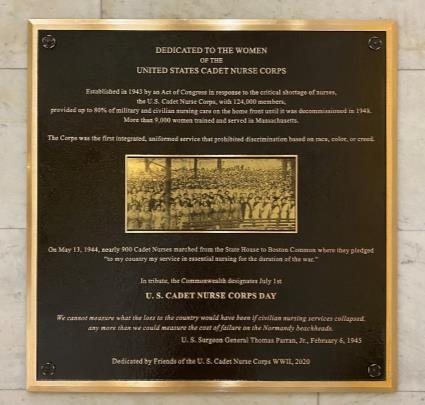 DEDICATED TO THE WOMEN
OF THE
UNITED STATES CADET NURSE CORPS
Established in 1943 by an Act of Congress in response to the critical shortage of nurses,
the U.S. Cadet Nurse Corps, with 124,000 members,
provided up to 80% of military and civilian nursing care on the home front until it was decommissioned in 1948.
More than 9,000 women trained and served in Massachusetts.
The Corps was the first integrated, uniformed service that prohibited discrimination based on race, color, or creed.
On May 13, 1944, nearly 900 Cadet Nurses marched from the State House to Boston Common where they pledged
"to my country my service in essential nursing for the duration of the war."
In tribute, the Commonwealth designates July 1st
U. S. CADET NURSE CORPS DAY
We cannot measure what the loss to the country would have been if civilian nursing services collapsed,
any more than we could measure the cost of failure on the Normandy beachheads.
U. S. Surgeon General Thomas Parran, Jr., February 6, 1945
Dedicated by Friends of the U. S. Cadet Nurse Corps WWII, 2020